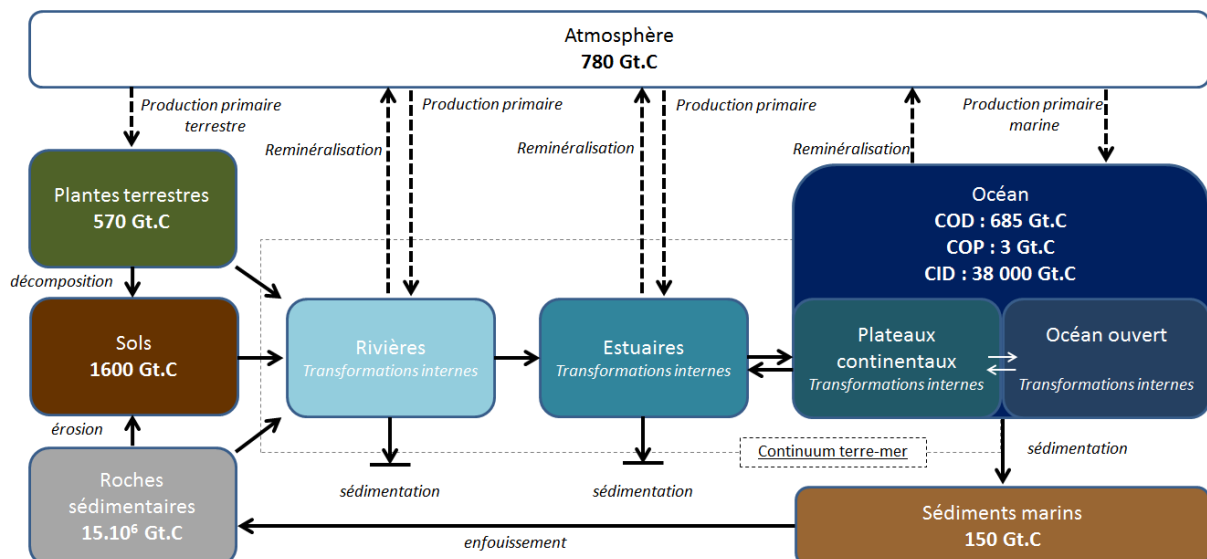 Atmosphère
780 Gt.C
Production primaire
terrestre
Production primaire
Production primaire
Production primaire
marine
Reminéralisation
Reminéralisation
Reminéralisation
Plantes terrestres
570 Gt.C
Océan
COD : 685 Gt.C
COP : 3 Gt.C
CID : 38 000 Gt.C
décomposition
Sols
1600 Gt.C
Rivières
Transformations internes
Estuaires
Transformations internes
Plateaux
continentaux
Transformations internes
Océan ouvert
Transformations internes
érosion
Continuum terre-mer
sédimentation
Roches
sédimentaires
15.10⁶ Gt.C
sédimentation
sédimentation
enfouissement
Sédiments marins
150 Gt.C